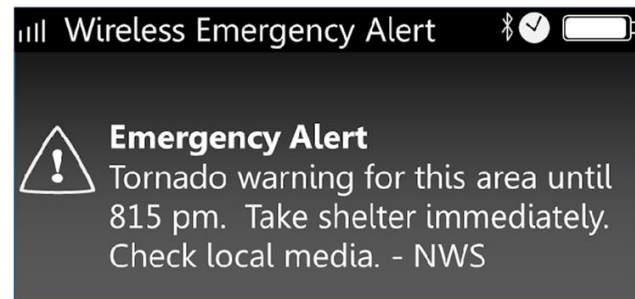 Wireless Emergency Alert
Emergency Alert
Tornado warning for this area until
815 pm.  Take shelter immediately.
Check local media. - NWS